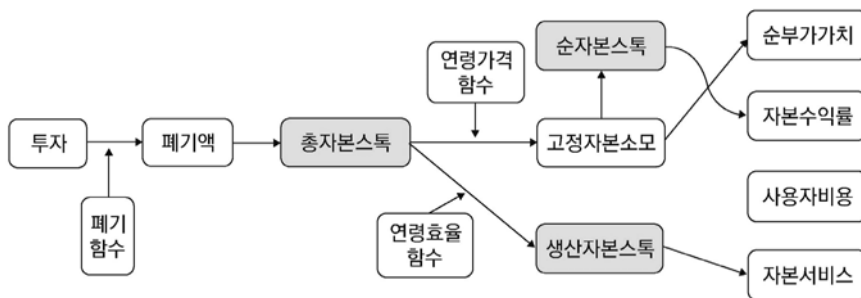 투자
폐기
함수
폐기액
총자본스톡
연령가격
함수
연령효율
함수
순자본스톡
고정자본소모
생산자본스톡
순부가가치
자본수익률
사용자비용
자본서비스